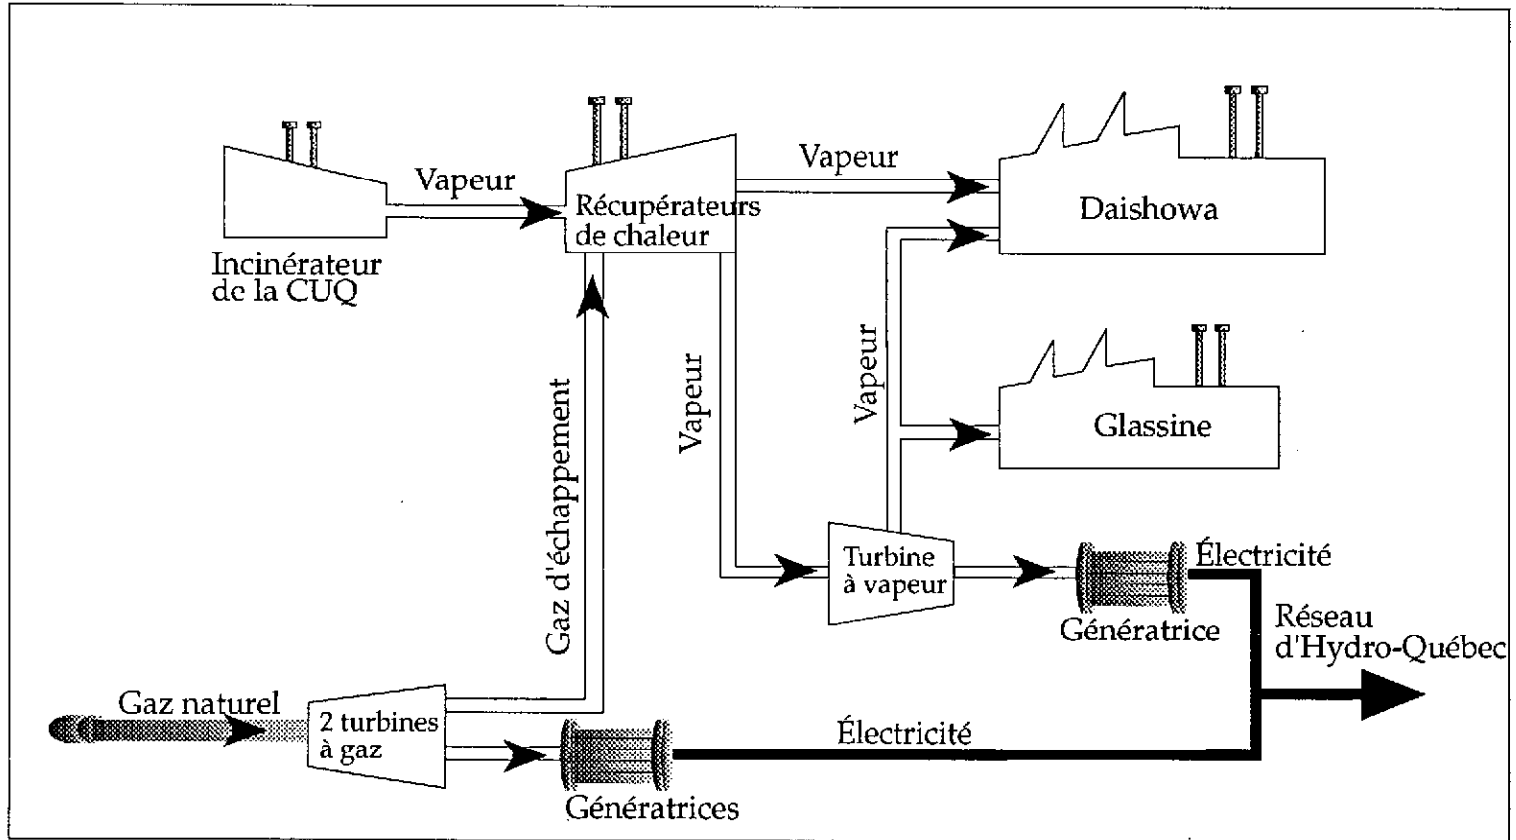 Vapeur
Vapeur
Récupérateurs
de chaleur
Daishowa
Incinérateur
de la CUQ
Vapeur
Vapeur
Gaz d'échappement
Glassine
Turbine
à vapeur
Électricité
Génératrice
Réseau
d'Hydro-Québec
Gaz naturel
2 turbines
à gaz
Électricité
Génératrices